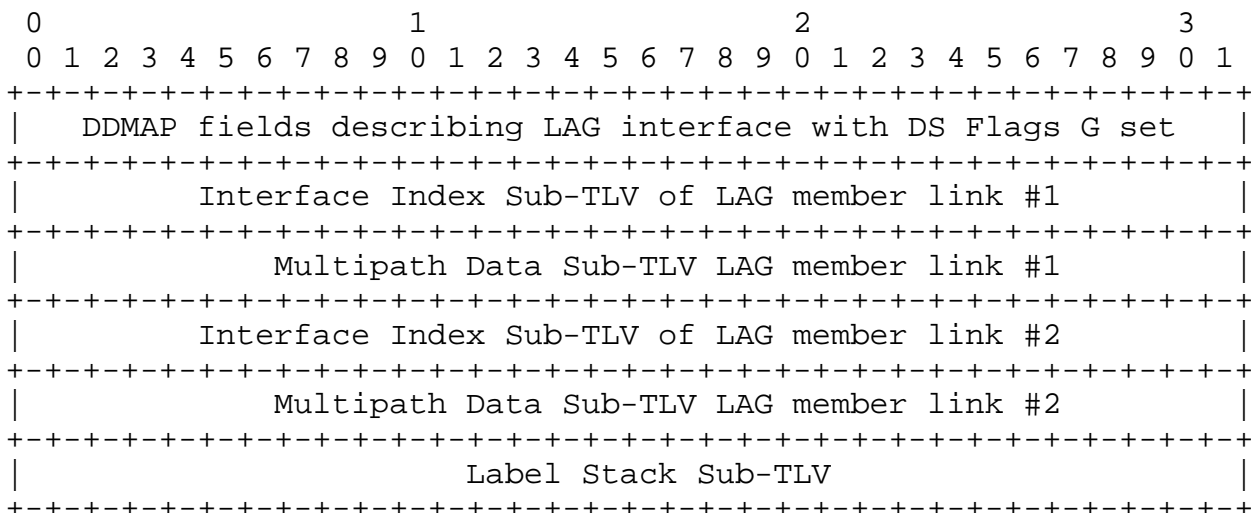 0                   1                   2                   3
 0 1 2 3 4 5 6 7 8 9 0 1 2 3 4 5 6 7 8 9 0 1 2 3 4 5 6 7 8 9 0 1
+-+-+-+-+-+-+-+-+-+-+-+-+-+-+-+-+-+-+-+-+-+-+-+-+-+-+-+-+-+-+-+-+
|   DDMAP fields describing LAG interface with DS Flags G set   |
+-+-+-+-+-+-+-+-+-+-+-+-+-+-+-+-+-+-+-+-+-+-+-+-+-+-+-+-+-+-+-+-+
|         Interface Index Sub-TLV of LAG member link #1         |
+-+-+-+-+-+-+-+-+-+-+-+-+-+-+-+-+-+-+-+-+-+-+-+-+-+-+-+-+-+-+-+-+
|             Multipath Data Sub-TLV LAG member link #1         |
+-+-+-+-+-+-+-+-+-+-+-+-+-+-+-+-+-+-+-+-+-+-+-+-+-+-+-+-+-+-+-+-+
|         Interface Index Sub-TLV of LAG member link #2         |
+-+-+-+-+-+-+-+-+-+-+-+-+-+-+-+-+-+-+-+-+-+-+-+-+-+-+-+-+-+-+-+-+
|             Multipath Data Sub-TLV LAG member link #2         |
+-+-+-+-+-+-+-+-+-+-+-+-+-+-+-+-+-+-+-+-+-+-+-+-+-+-+-+-+-+-+-+-+
|                       Label Stack Sub-TLV                     |
+-+-+-+-+-+-+-+-+-+-+-+-+-+-+-+-+-+-+-+-+-+-+-+-+-+-+-+-+-+-+-+-+